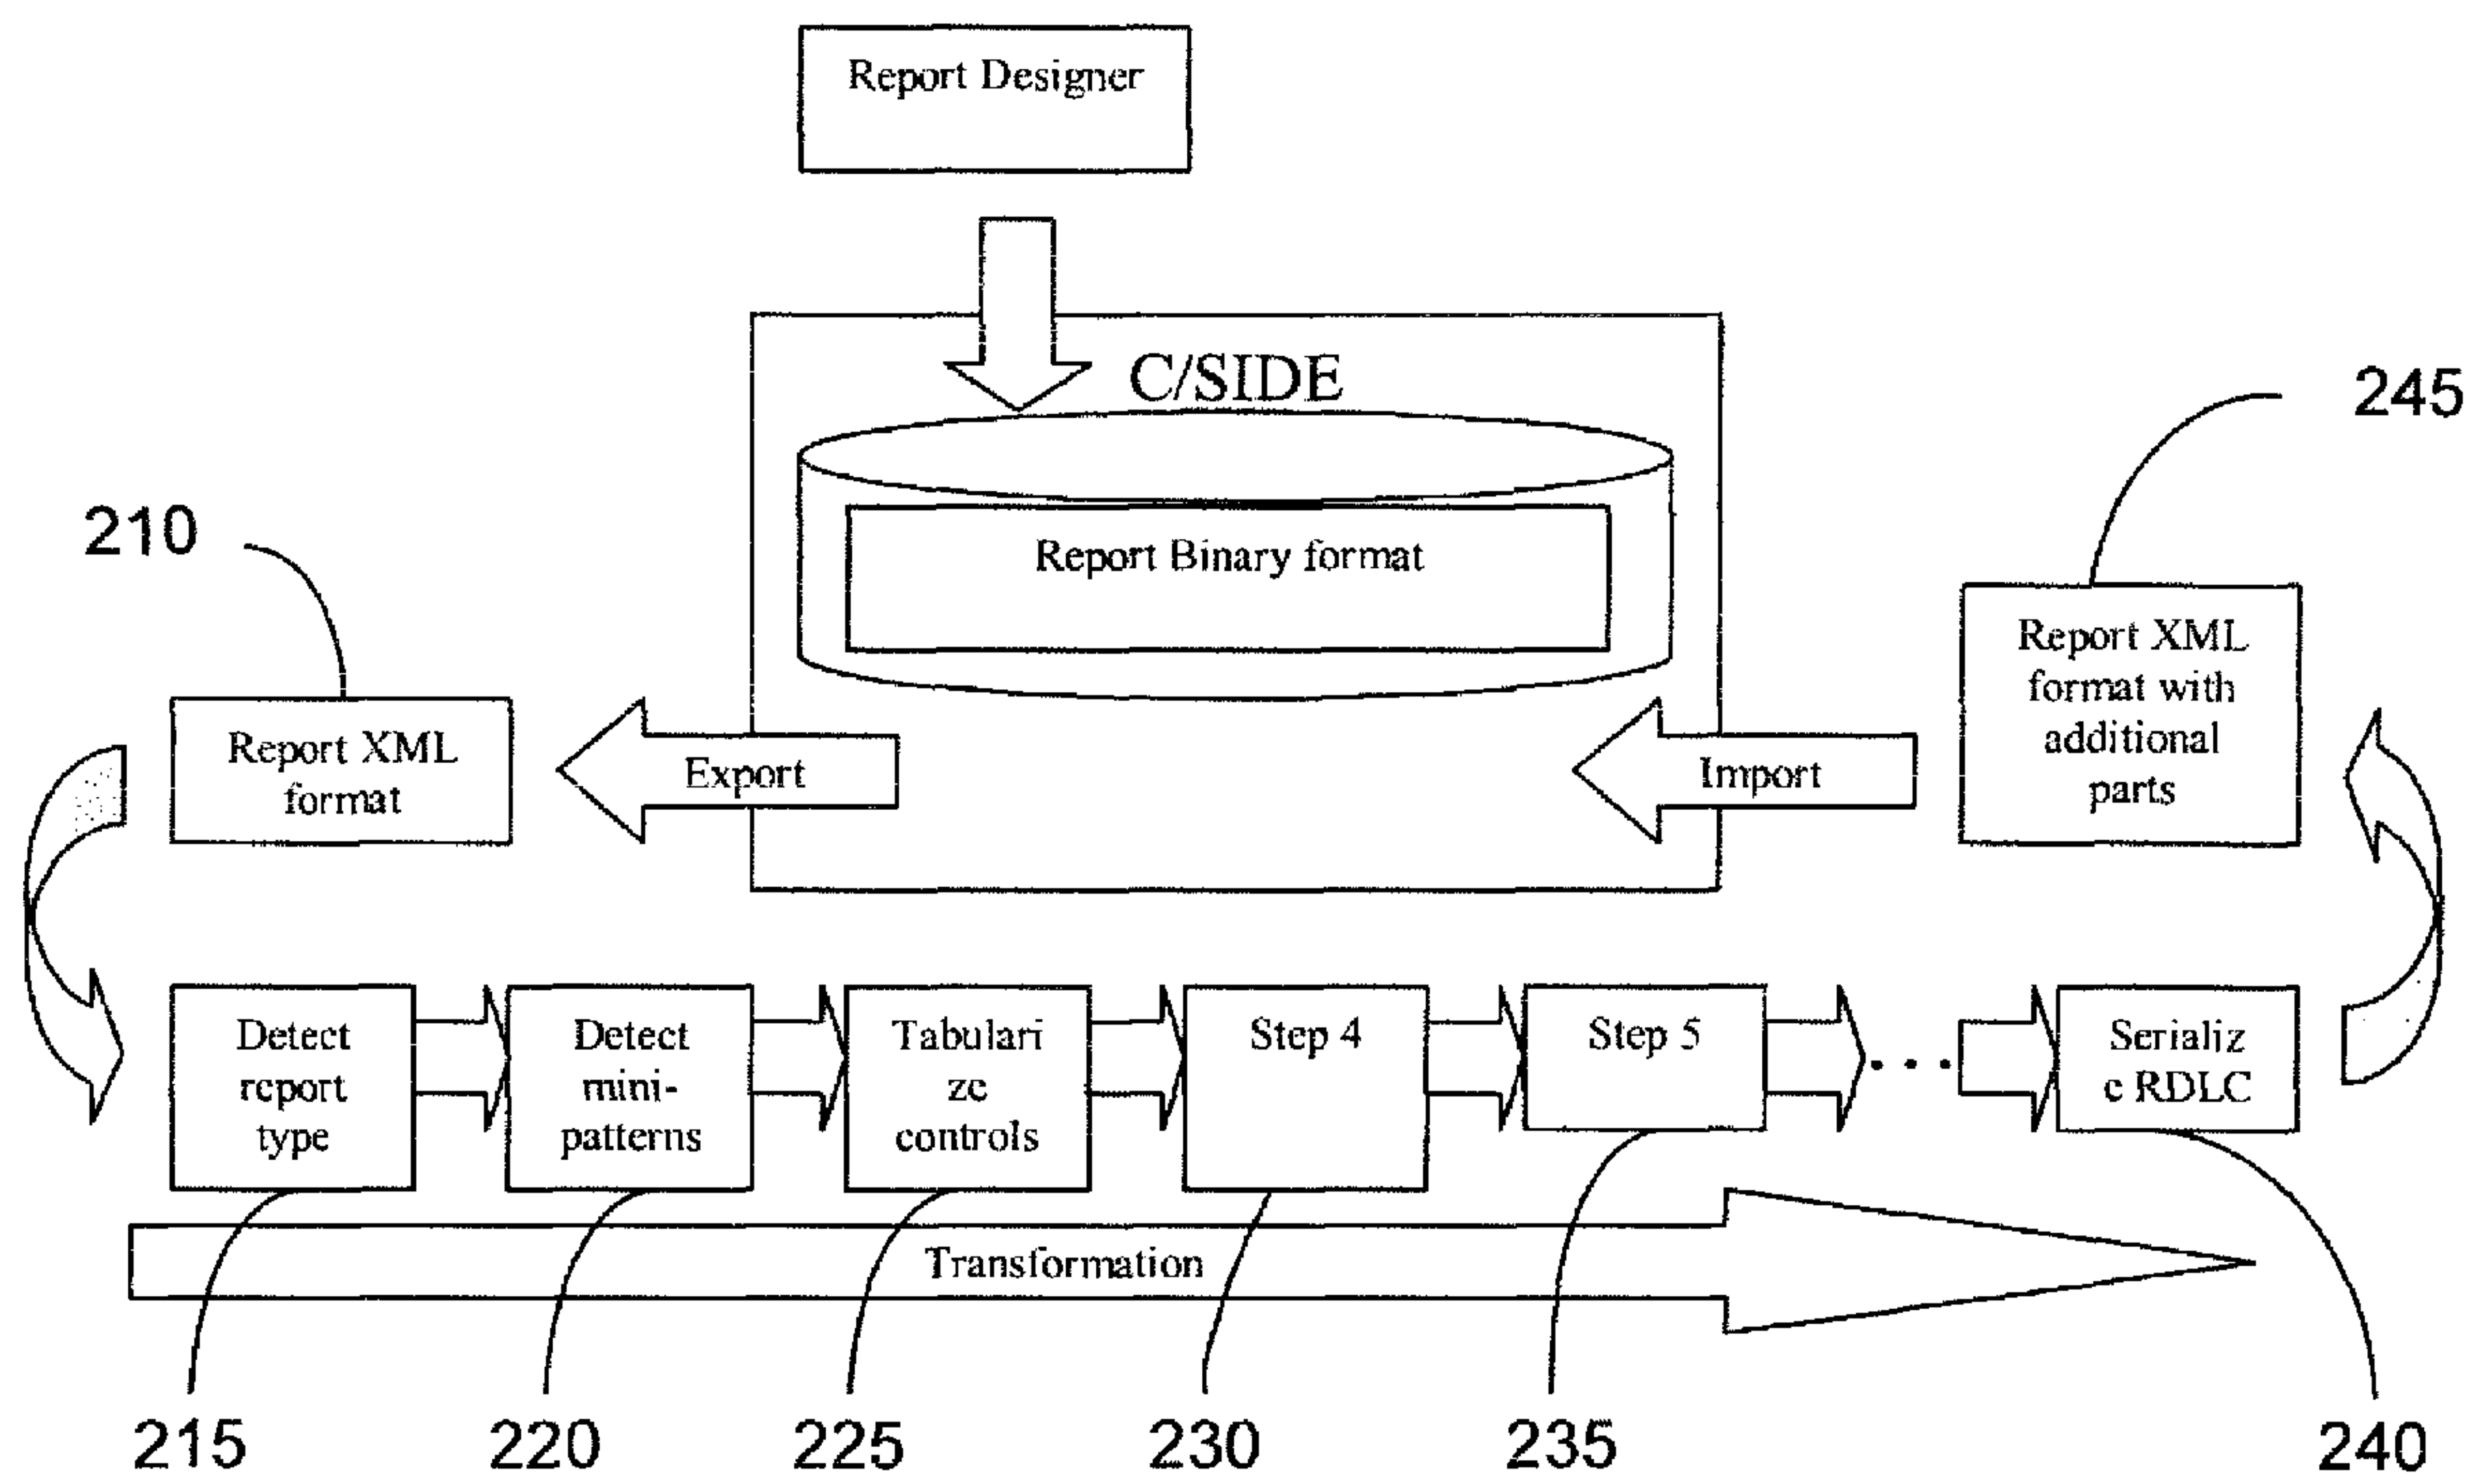 Report Designer
C/SIDE
245
210
Report Binary format
Report XML
format with
additional
parts
Report XML
format
Export
Import
Detect
report
type
Detect
mini-
patterns
Tabulari
ze
controls
Step 4
Step 5
...
Serializ
e RDLC
Transformation
215
220
225
230
235
240